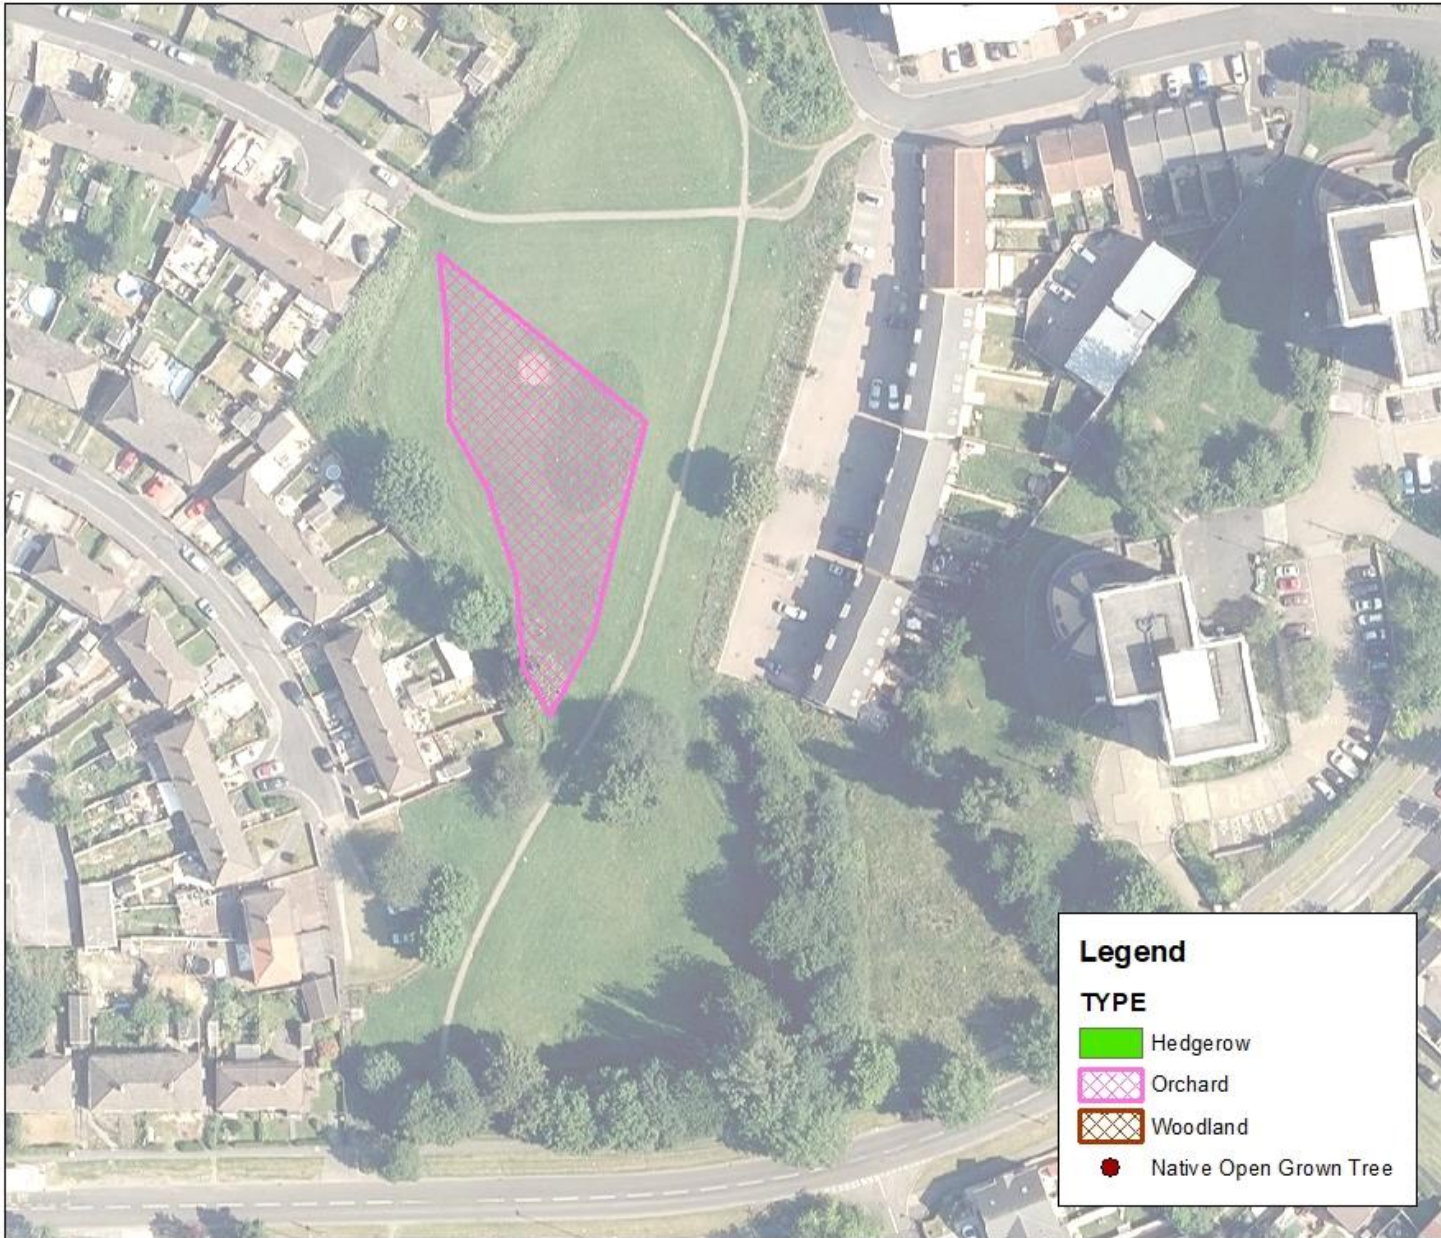 Legend
TYPE
Hedgerow
Orchard
Woodland
Native Open Grown Tree